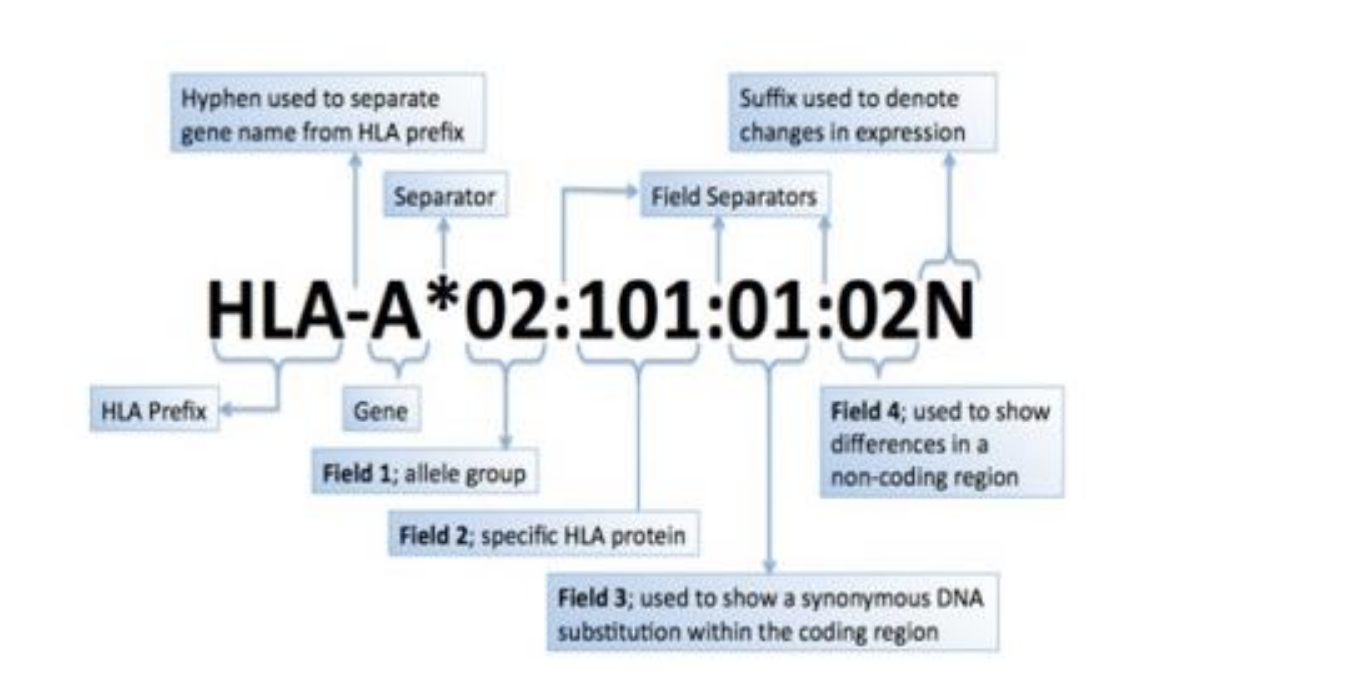 Hyphen used to separate
gene name from HLA prefix
Suffix used to denote
changes in expression
Separator
Field Separators
HLA-A*02:101:01:02N
HLA Prefix
Gene
Field 1; allele group
Field 2; specific HLA protein
Field 3; used to show a synonymous DNA
substitution within the coding region
Field 4; used to show
differences in a
non-coding region